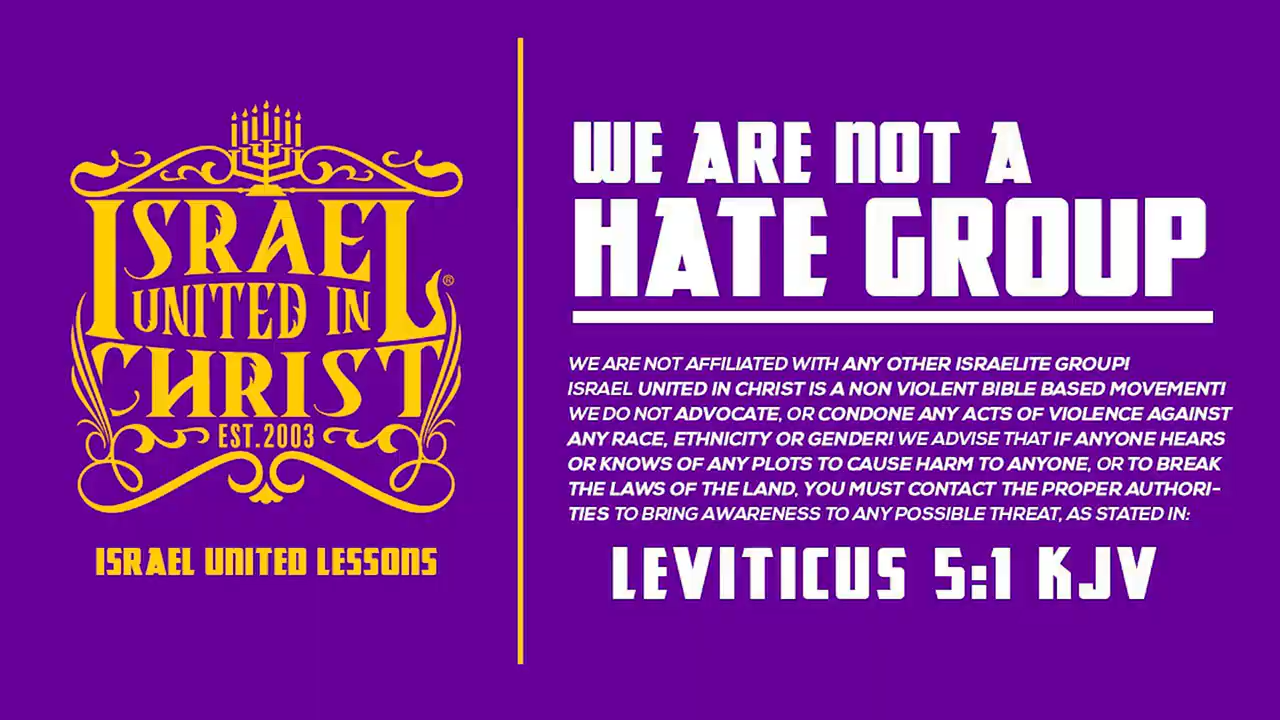 ISRAEL
UNITED IN
CHRIST
®
EST.2003
ISRAEL UNITED LESSONS
WE ARE NOT A
HATE GROUP
WE ARE NOT AFFILIATED WITH ANY OTHER ISRAELITE GROUP!
ISRAEL UNITED IN CHRIST IS A NON VIOLENT BIBLE BASED MOVEMENT!
WE DO NOT ADVOCATE, OR CONDONE ANY ACTS OF VIOLENCE AGAINST
ANY RACE, ETHNICITY OR GENDER! WE ADVISE THAT IF ANYONE HEARS
OR KNOWS OF ANY PLOTS TO CAUSE HARM TO ANYONE, OR TO BREAK
THE LAWS OF THE LAND, YOU MUST CONTACT THE PROPER AUTHORI-
TIES TO BRING AWARENESS TO ANY POSSIBLE THREAT, AS STATED IN:
LEVITICUS 5:1 KJV